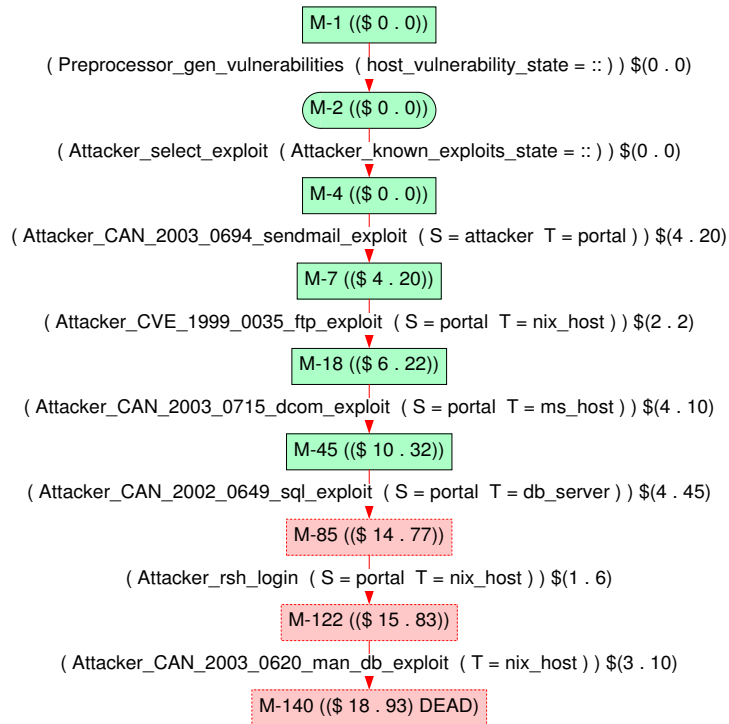 M-1 (($ 0 . 0))
( Preprocessor_gen_vulnerabilities ( host_vulnerability_state = :: ) ) $(0 . 0)
M-2 (($ 0 . 0))
( Attacker_select_exploit ( Attacker_known_exploits_state = :: ) ) $(0 . 0)
M-4 (($ 0 . 0))
( Attacker_CAN_2003_0694_sendmail_exploit ( S = attacker T = portal ) ) $(4 . 20)
M-7 (($ 4 . 20))
( Attacker_CVE_1999_0035_ftp_exploit ( S = portal T = nix_host ) ) $(2 . 2)
M-18 (($ 6 . 22))
( Attacker_CAN_2003_0715_dcom_exploit ( S = portal T = ms_host ) ) $(4 . 10)
M-45 (($ 10 . 32))
( Attacker_CAN_2002_0649_sql_exploit ( S = portal T = db_server ) ) $(4 . 45)
M-85 (($ 14 . 77))
( Attacker_rsh_login ( S = portal T = nix_host ) ) $(1 . 6)
M-122 (($ 15 . 83))
( Attacker_CAN_2003_0620_man_db_exploit ( T = nix_host ) ) $(3 . 10)
M-140 (($ 18 . 93) DEAD)